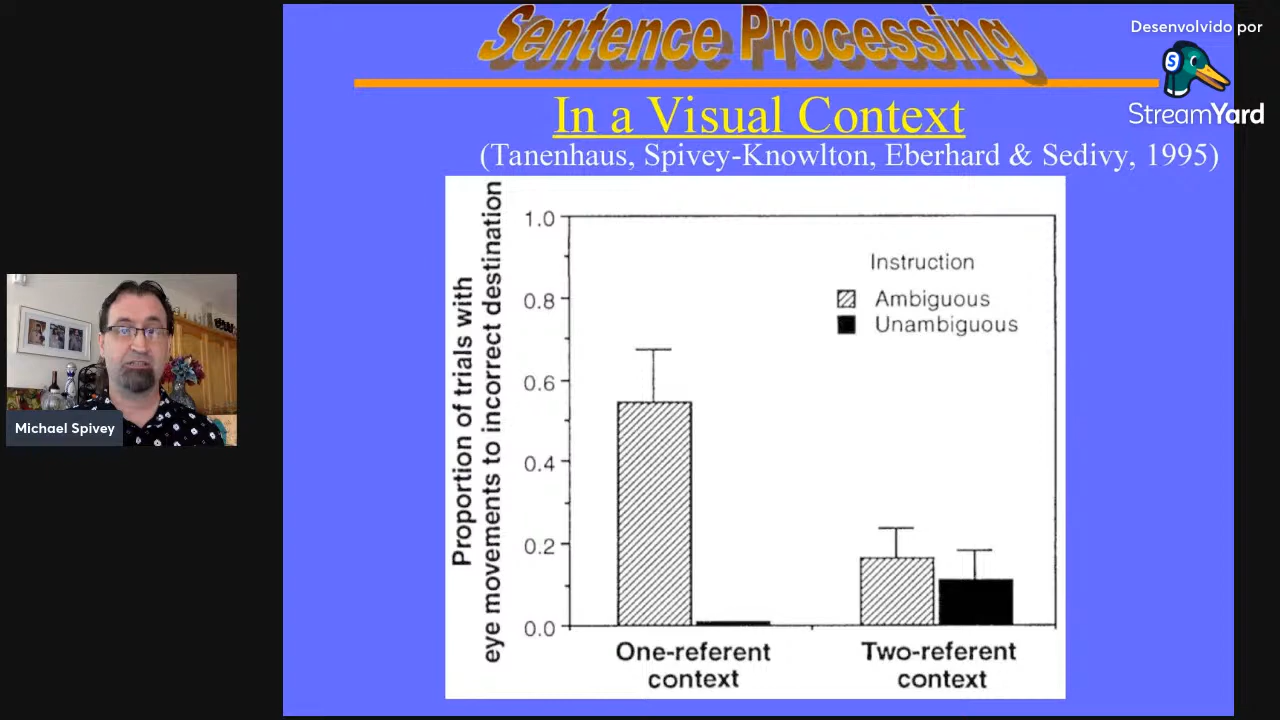 Sentence Processing
Desenvolvido por
S
StreamYard
In a Visual Context
(Tanenhaus, Spivey-Knowlton, Eberhard & Sedivy, 1995)
Proportion of trials with
eye movements to incorrect destination
1.0
0.8
0.6
0.4
0.2
0.0
Instruction
Ambiguous
Unambiguous
One-referent
context
Two-referent
context
Michael Spivey